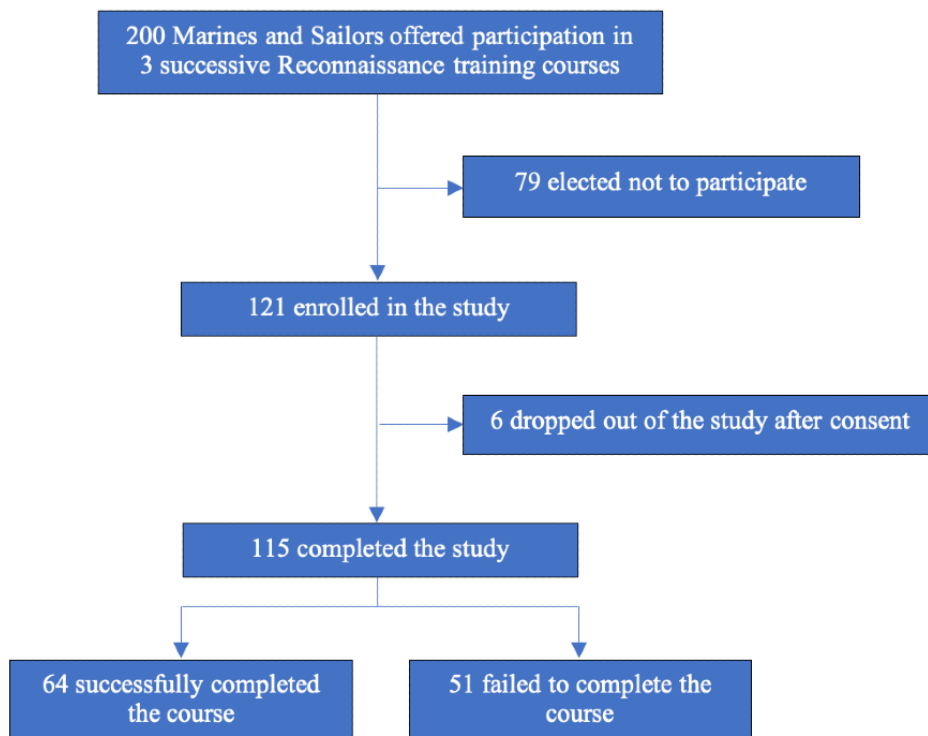 200 Marines and Sailors offered participation in
3 successive Reconnaissance training courses
79 elected not to participate
121 enrolled in the study
6 dropped out of the study after consent
115 completed the study
64 successfully completed
the course
51 failed to complete the
course